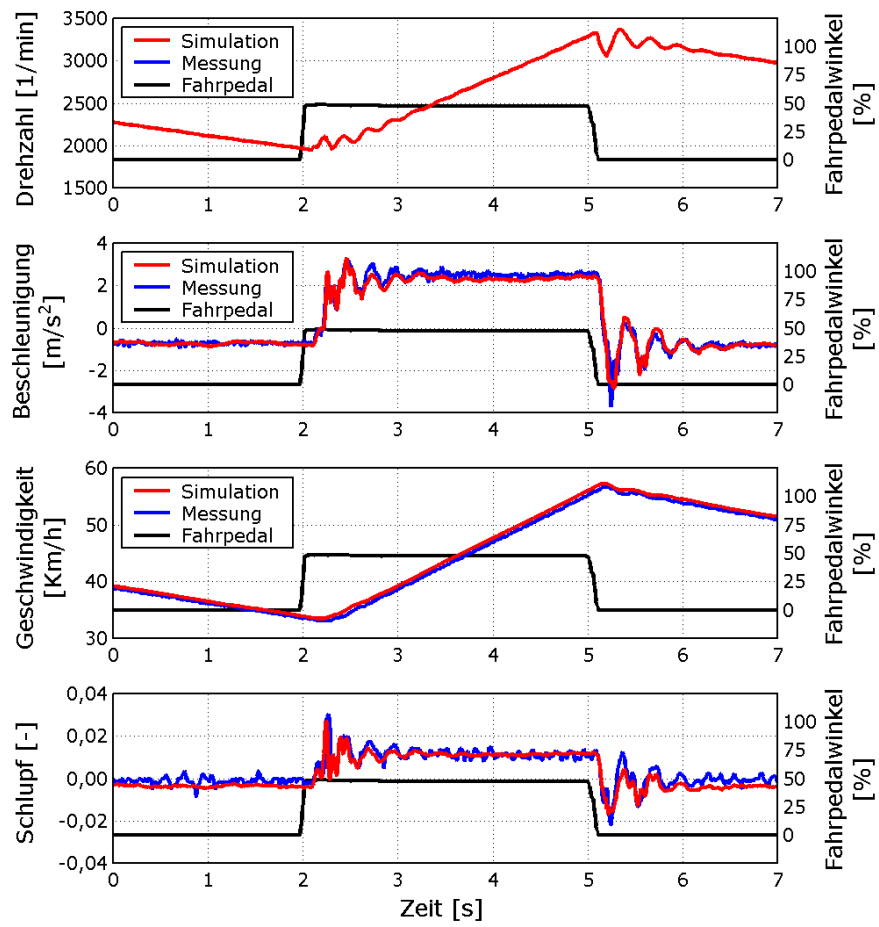 Drehzahl [1/min]
3500
3000
2500
2000
1500
Simulation
Messung
Fahrpedal
100
75
50
25
0
Fahrpedalwinkel
[%]
0 1 2 3 4 5 6 7
Beschleunigung
[m/s²]
4
2
0
-2
-4
Simulation
Messung
Fahrpedal
100
75
50
25
0
Fahrpedalwinkel
[%]
0 1 2 3 4 5 6 7
Geschwindigkeit
[Km/h]
60
50
40
30
Simulation
Messung
Fahrpedal
100
75
50
25
0
Fahrpedalwinkel
[%]
0 1 2 3 4 5 6 7
Schlupf [-]
0,04
0,02
0,00
-0,02
-0,04
100
75
50
25
0
Fahrpedalwinkel
[%]
0 1 2 3 4 5 6 7
Zeit [s]